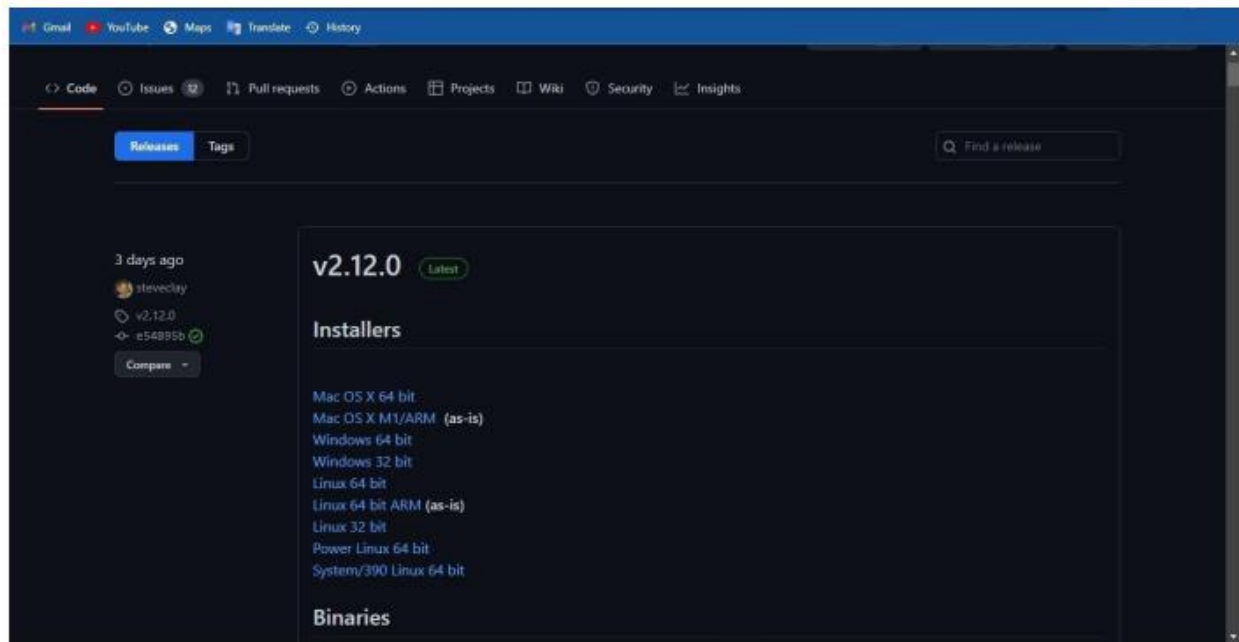 Gmail YouTube Maps Translate History
Code Issues 12 Pull requests Actions Projects Wiki Security Insights
Releases Tags Find a release
3 days ago
steveclay
v2.12.0
e54895b
Compare
v2.12.0 Latest
Installers
Mac OS X 64 bit
Mac OS X M1/ARM (as-is)
Windows 64 bit
Windows 32 bit
Linux 64 bit
Linux 64 bit ARM (as-is)
Linux 32 bit
Power Linux 64 bit
System/390 Linux 64 bit
Binaries